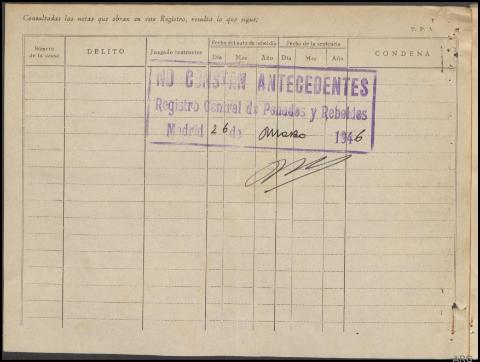 Consultadas las notas que obran en este Registro, resulta lo que sigue:
T. P. A.
Número de la causa
DELITO
Juzgado instructor
Fecha del auto de rebeldía
Día Mes Año
Fecha de la sentencia
Día Mes Año
CONDENA
NO CONSTAN ANTECEDENTES
Registro Central de Penados y Rebeldes
Madrid 26 de Marzo 1946
ARG